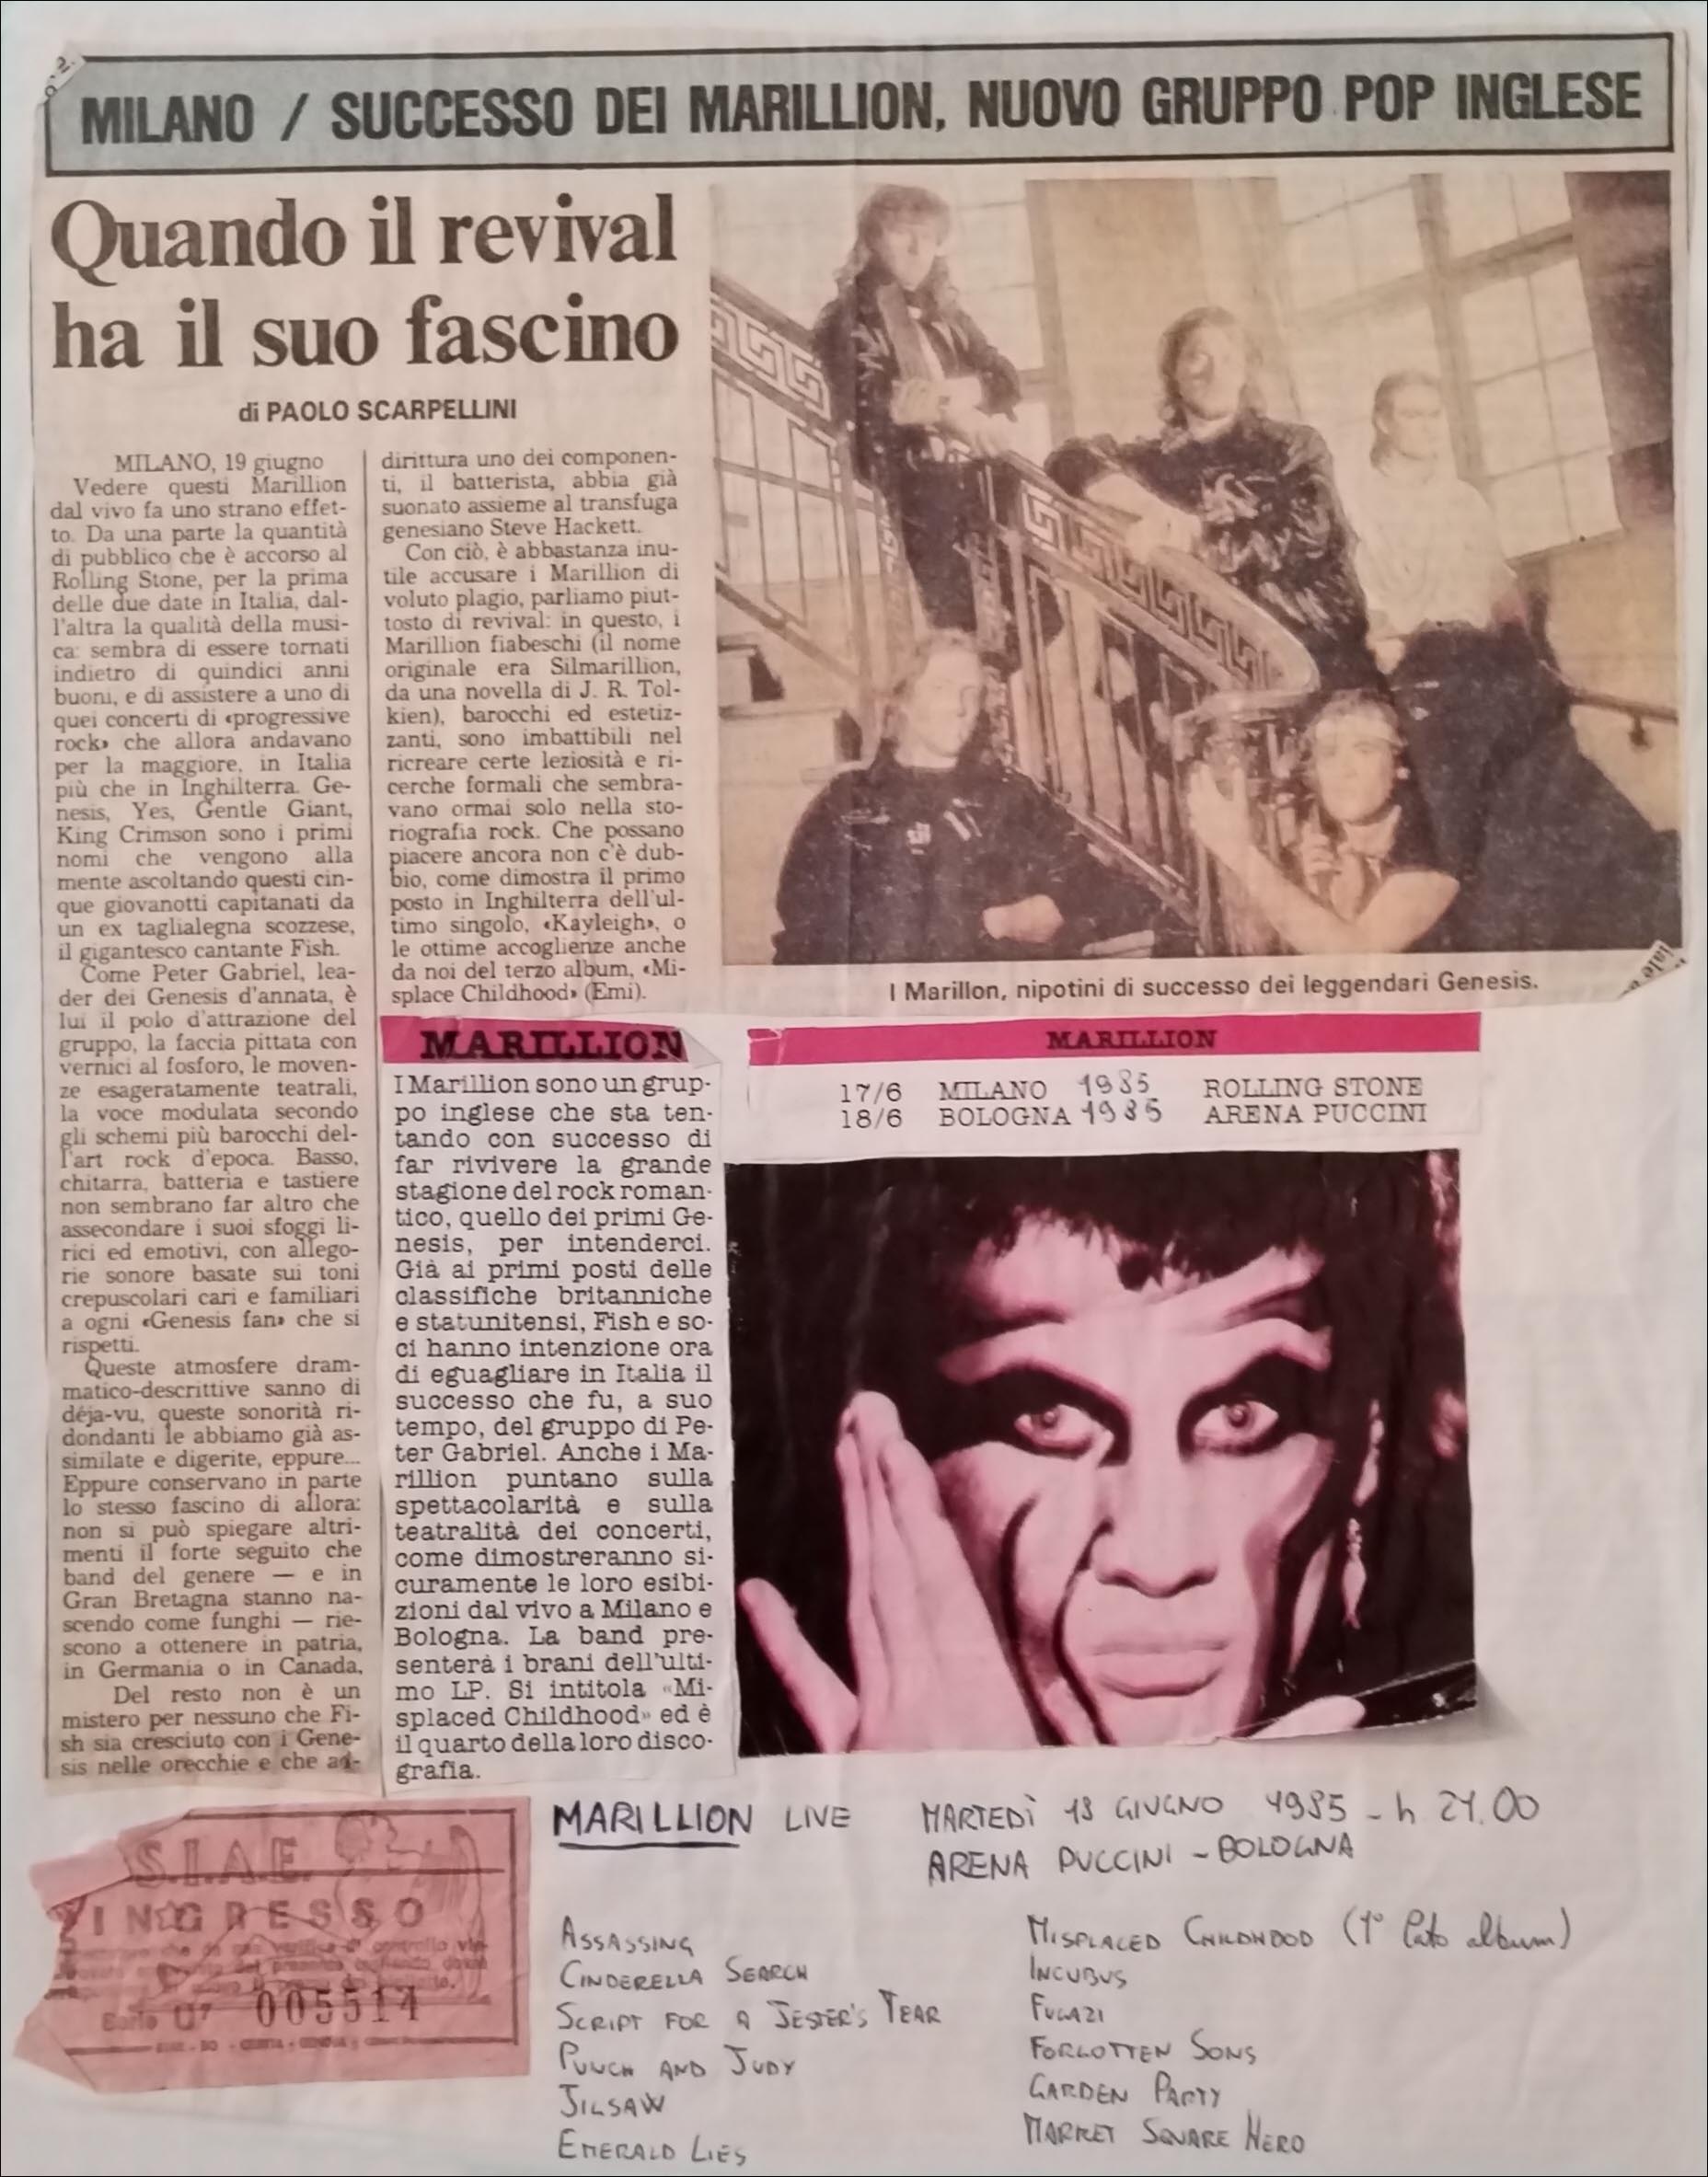 MILANO / SUCCESSO DEI MARILLION, NUOVO GRUPPO POP INGLESE
Quando il revival
ha il suo fascino
di PAOLO SCARPELLINI
MILANO, 19 giugno
Vedere questi Marillion
dal vivo fa uno strano effet-
to. Da una parte la quantità
di pubblico che è accorso al
Rolling Stone, per la prima
delle due date in Italia, dal-
l'altra la qualità della musi-
ca: sembra di essere tornati
indietro di quindici anni
buoni, e di assistere a uno di
quei concerti di «progressive
rock» che allora andavano
per la maggiore, in Italia
più che in Inghilterra. Ge-
nesis, Yes, Gentle Giant,
King Crimson sono i primi
nomi che vengono alla
mente ascoltando questi cin-
que giovanotti capitanati da
un ex taglialegna scozzese,
il gigantesco cantante Fish.
Come Peter Gabriel, lea-
der dei Genesis d'annata, è
lui il polo d'attrazione del
gruppo, la faccia pittata con
vernici al fosforo, le moven-
ze esageratamente teatrali,
la voce modulata secondo
gli schemi più barocchi del-
l'art rock d'epoca. Basso,
chitarra, batteria e tastiere
non sembrano far altro che
assecondare i suoi sfoggi li-
rici ed emotivi, con allego-
rie sonore basate sui toni
crepuscolari cari e familiari
a ogni «Genesis fan» che si
rispetti.
Queste atmosfere dram-
matico-descrittive sanno di
déja-vu, queste sonorità ri-
dondanti le abbiamo già as-
similate e digerite, eppure...
Eppure conservano in parte
lo stesso fascino di allora:
non si può spiegare altri-
menti il forte seguito che
band del genere — e in
Gran Bretagna stanno na-
scendo come funghi — rie-
scono a ottenere in patria,
in Germania o in Canada,
Del resto non è un
mistero per nessuno che Fi-
sh sia cresciuto con i Gene-
sis nelle orecchie e che ad-
dirittura uno dei componen-
ti, il batterista, abbia già
suonato assieme al transfuga
genesiano Steve Hackett.
Con ciò, è abbastanza inu-
tile accusare i Marillion di
voluto plagio, parliamo piut-
tosto di revival: in questo, i
Marillion fiabeschi (il nome
originale era Silmarillion,
da una novella di J. R. Tol-
kien), barocchi ed estetiz-
zanti, sono imbattibili nel
ricreare certe leziosità e ri-
cerche formali che sembra-
vano ormai solo nella sto-
riografia rock. Che possano
piacere ancora non c'è dub-
bio, come dimostra il primo
posto in Inghilterra dell'ul-
timo singolo, «Kayleigh», o
le ottime accoglienze anche
da noi del terzo album, «Mi-
splace Childhood» (Emi).
I Marillon, nipotini di successo dei leggendari Genesis.
MARILLION
I Marillion sono un grup-
po inglese che sta ten-
tando con successo di
far rivivere la grande
stagione del rock roman-
tico, quello dei primi Ge-
nesis, per intenderci.
Già ai primi posti delle
classifiche britanniche
e statunitensi, Fish e so-
ci hanno intenzione ora
di eguagliare in Italia il
successo che fu, a suo
tempo, del gruppo di Pe-
ter Gabriel. Anche i Ma-
rillion puntano sulla
spettacolarità e sulla
teatralità dei concerti,
come dimostreranno si-
curamente le loro esibi-
zioni dal vivo a Milano e
Bologna. La band pre-
senterà i brani dell'ulti-
mo LP. Si intitola «Mi-
splaced Childhood» ed è
il quarto della loro disco-
grafia.
MARILLION
17/6 MILANO 1985 ROLLING STONE
18/6 BOLOGNA 1985 ARENA PUCCINI
S.I.A.E.
INGRESSO
Serie U7 005514
MARILLION LIVE MARTEDÌ 18 GIUGNO 1985 - h 21.00
ARENA PUCCINI - BOLOGNA
ASSASSING
CINDERELLA SEARCH
SCRIPT FOR A JESTER'S TEAR
PUNCH AND JUDY
JIGSAW
EMERALD LIES
MISPLACED CHILDHOOD (1° lato album)
INCUBUS
FUGAZI
FORGOTTEN SONS
GARDEN PARTY
MARKET SQUARE HERO